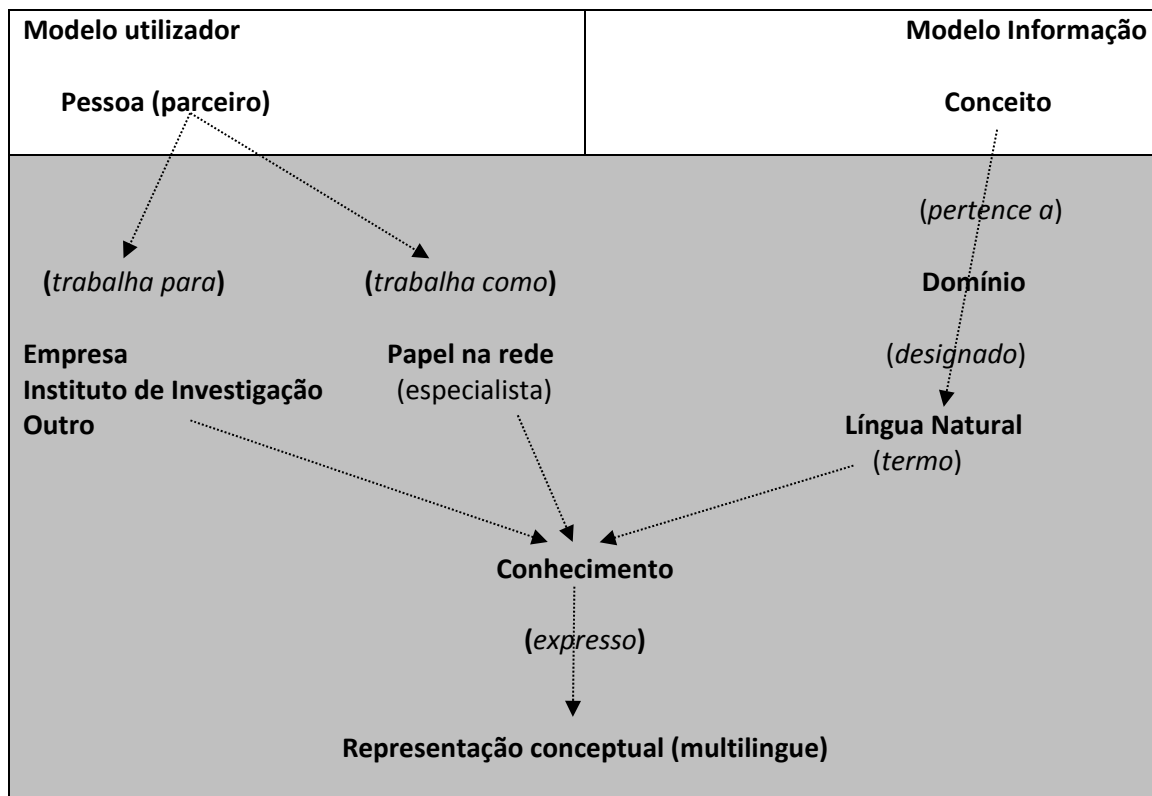 Modelo utilizador
Modelo Informação
Pessoa (parceiro)
Conceito
(pertence a)
(trabalha para)
(trabalha como)
Domínio
Empresa
Instituto de Investigação
Outro
Papel na rede
(especialista)
(designado)
Língua Natural
(termo)
Conhecimento
(expresso)
Representação conceptual (multilingue)